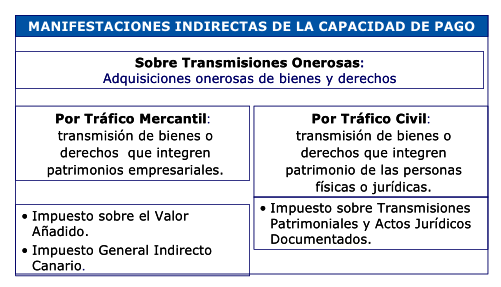 MANIFESTACIONES INDIRECTAS DE LA CAPACIDAD DE PAGO
Sobre Transmisiones Onerosas:
Adquisiciones onerosas de bienes y derechos
Por Tráfico Mercantil:
transmisión de bienes o
derechos que integren
patrimonios empresariales.
Por Tráfico Civil:
transmisión de bienes o
derechos que integren
patrimonio de las personas
físicas o jurídicas.
• Impuesto sobre el Valor
Añadido.
• Impuesto General Indirecto
Canario.
• Impuesto sobre Transmisiones
Patrimoniales y Actos Jurídicos
Documentados.